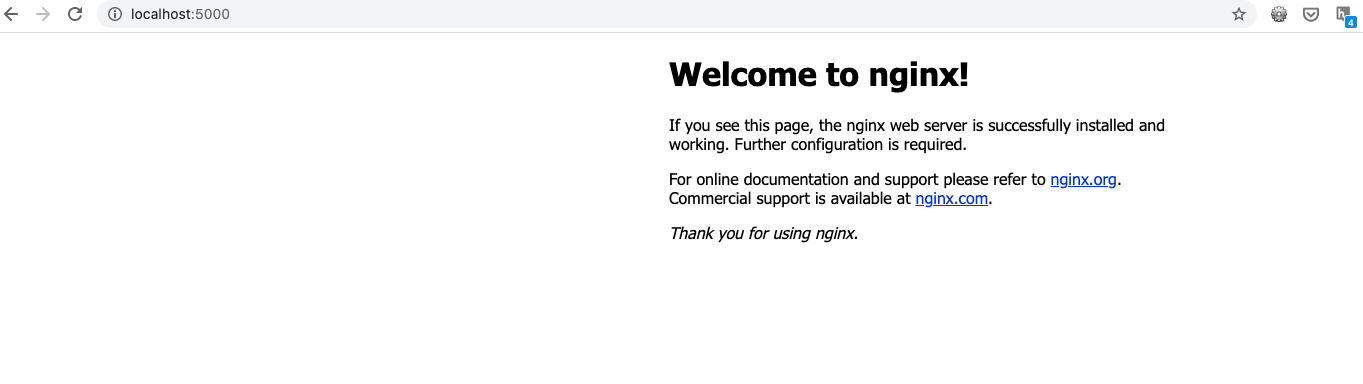 localhost:5000
4
Welcome to nginx!
If you see this page, the nginx web server is successfully installed and
working. Further configuration is required.
For online documentation and support please refer to nginx.org.
Commercial support is available at nginx.com.
Thank you for using nginx.